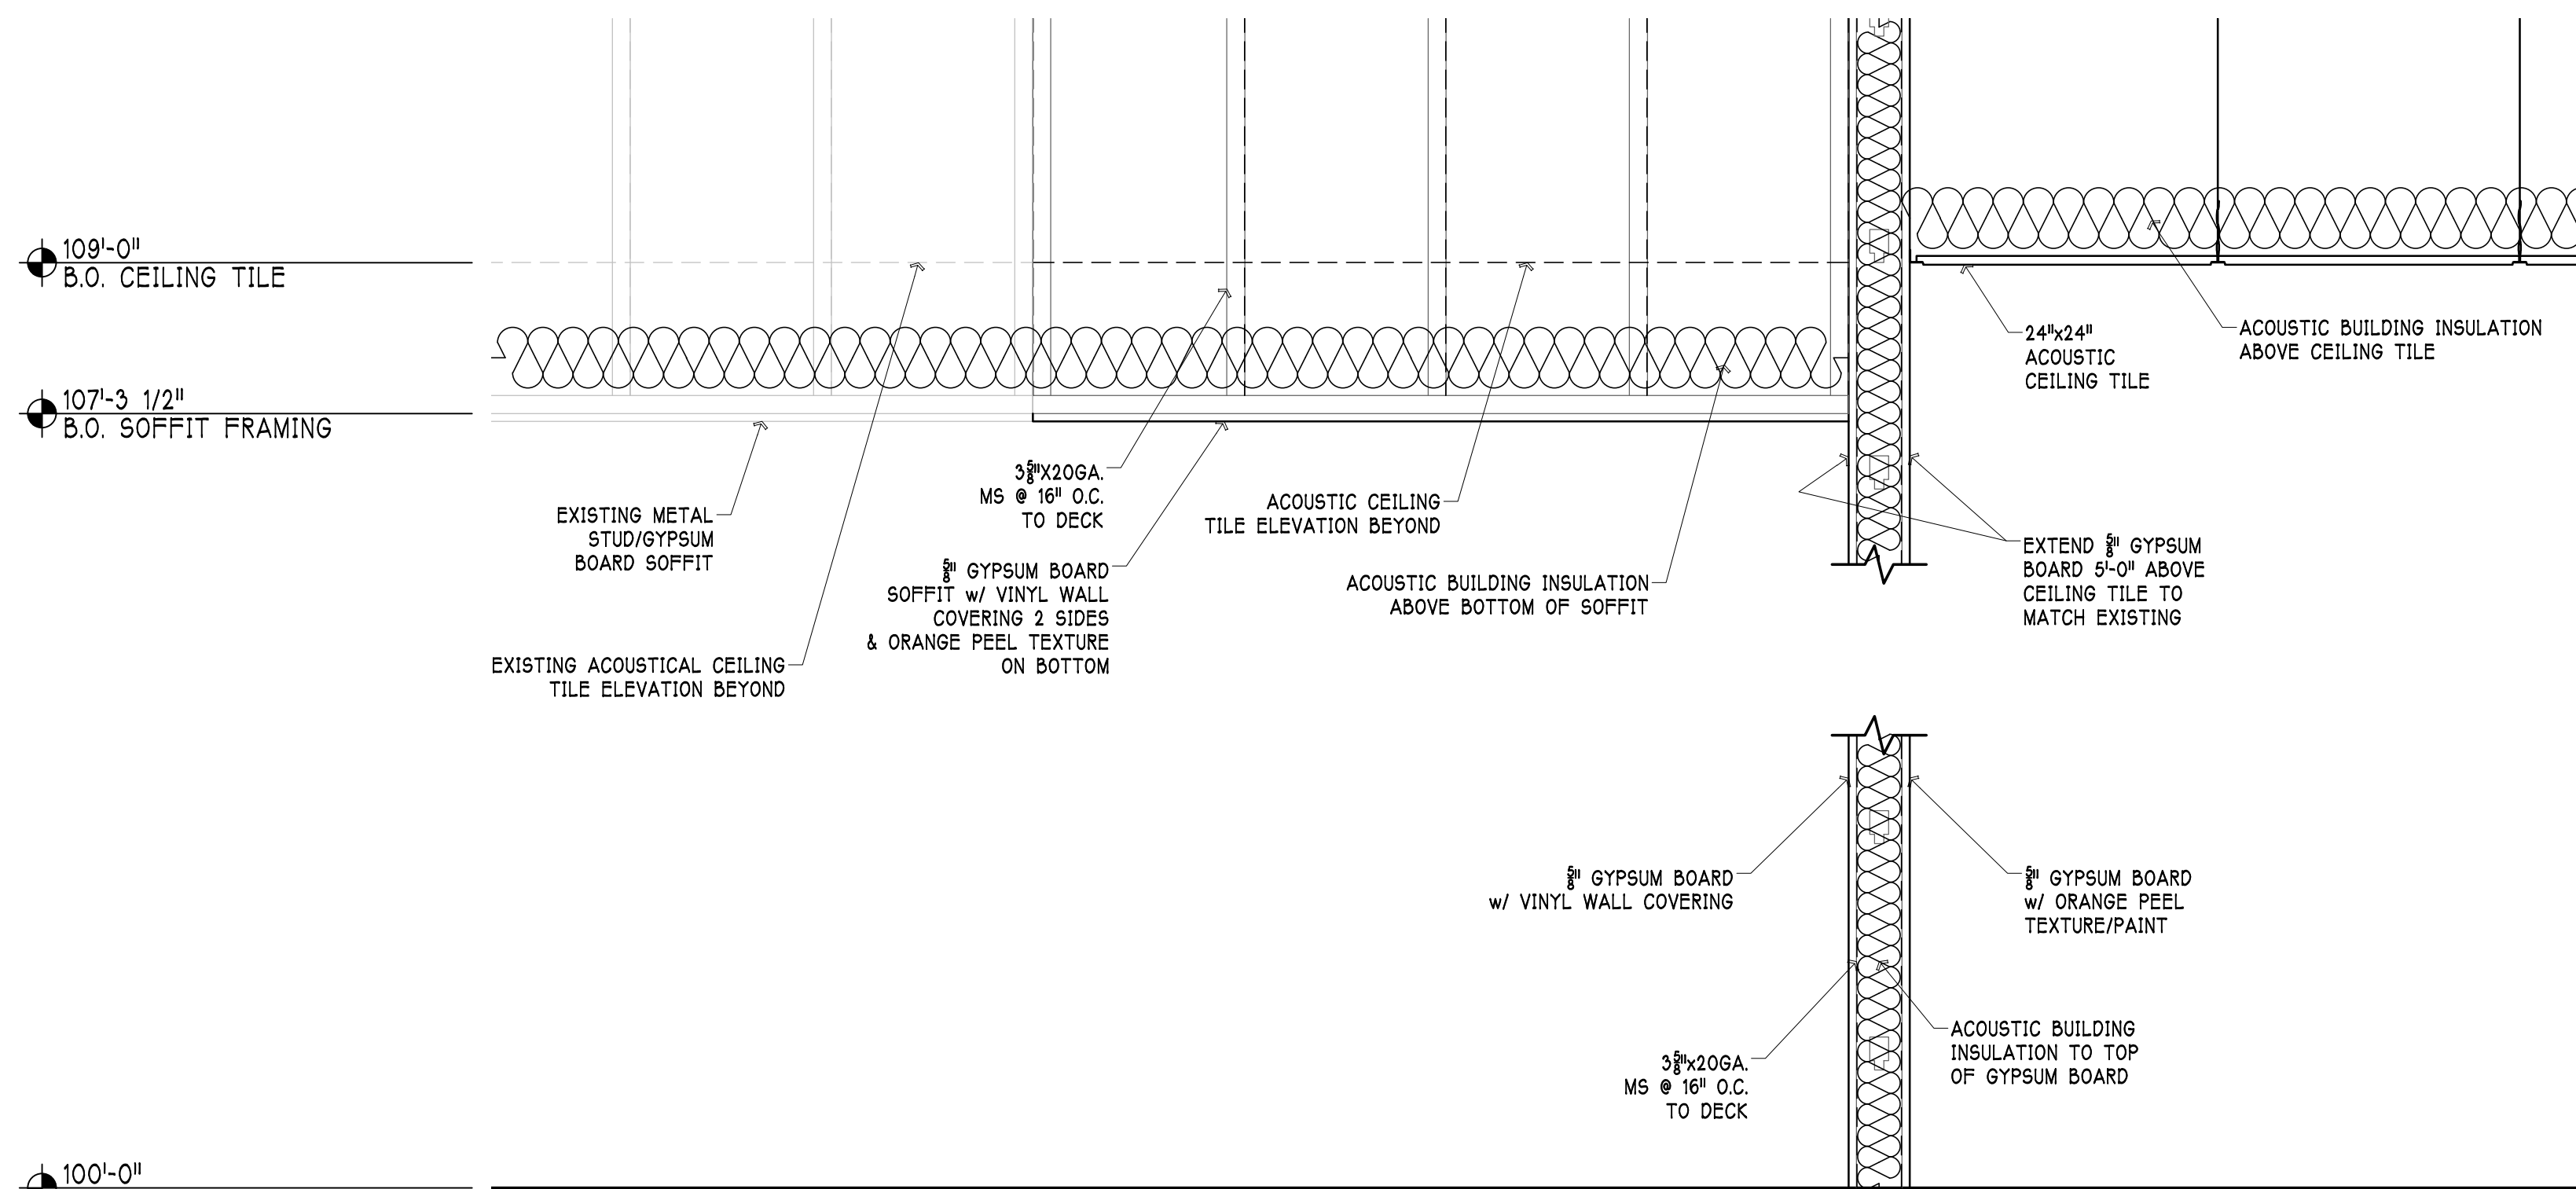 109'-0"
B.O. CEILING TILE
107'-3 1/2"
B.O. SOFFIT FRAMING
100'-0"
EXISTING METAL
STUD/GYPSUM
BOARD SOFFIT
EXISTING ACOUSTICAL CEILING
TILE ELEVATION BEYOND
3 5/8"X20GA.
MS @ 16" O.C.
TO DECK
5/8" GYPSUM BOARD
SOFFIT w/ VINYL WALL
COVERING 2 SIDES
& ORANGE PEEL TEXTURE
ON BOTTOM
ACOUSTIC CEILING
TILE ELEVATION BEYOND
ACOUSTIC BUILDING INSULATION
ABOVE BOTTOM OF SOFFIT
24"x24"
ACOUSTIC
CEILING TILE
ACOUSTIC BUILDING INSULATION
ABOVE CEILING TILE
EXTEND 5/8" GYPSUM
BOARD 5'-0" ABOVE
CEILING TILE TO
MATCH EXISTING
5/8" GYPSUM BOARD
w/ VINYL WALL COVERING
5/8" GYPSUM BOARD
w/ ORANGE PEEL
TEXTURE/PAINT
3 5/8"x20GA.
MS @ 16" O.C.
TO DECK
ACOUSTIC BUILDING
INSULATION TO TOP
OF GYPSUM BOARD